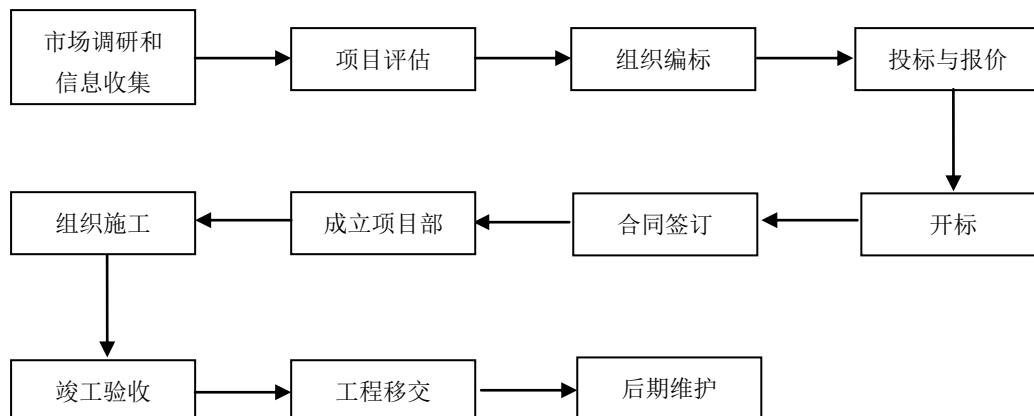 市场调研和
信息收集
项目评估
组织编标
投标与报价
开标
合同签订
成立项目部
组织施工
竣工验收
工程移交
后期维护